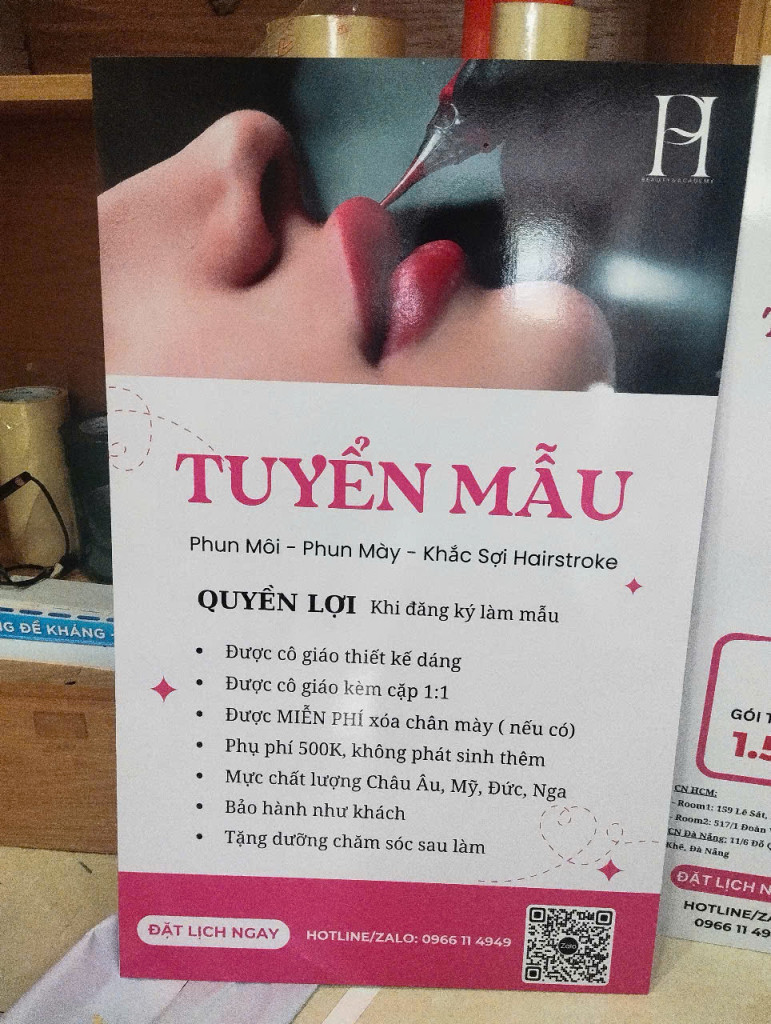 PH
BEAUTY & ACADEMY
TUYỂN MẪU
Phun Môi - Phun Mày - Khắc Sợi Hairstroke
QUYỀN LỢI Khi đăng ký làm mẫu
• Được cô giáo thiết kế dáng
• Được cô giáo kèm cặp 1:1
• Được MIỄN PHÍ xóa chân mày ( nếu có)
• Phụ phí 500K, không phát sinh thêm
• Mực chất lượng Châu Âu, Mỹ, Đức, Nga
• Bảo hành như khách
• Tặng dưỡng chăm sóc sau làm
ĐẶT LỊCH NGAY
HOTLINE/ZALO: 0966 11 4949
Zalo
ĐỀ KHÁNG -
GÓI
1.5
CN HCM:
- Room1: 159 Lê Sát,
- Room2: 517/1 Đoàn
CN Đà Nẵng: 11/6 Đỗ
Khê, Đà Nẵng
ĐẶT LỊCH
HOTLINE/ZA
0966 11 49